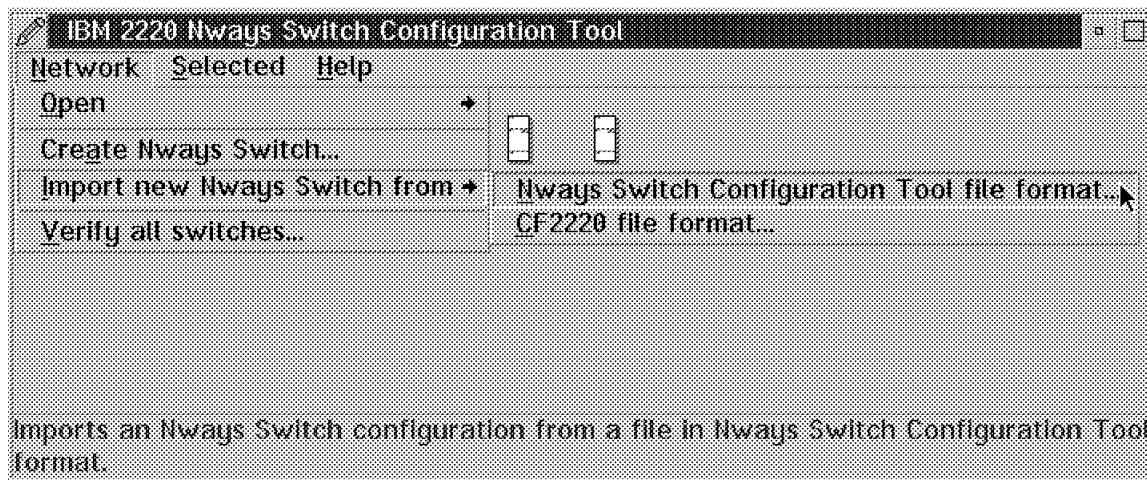 IBM 2220 Nways Switch Configuration Tool
Network Selected Help
Open
Create Nways Switch...
Import new Nways Switch from
Nways Switch Configuration Tool file format...
CF2220 file format...
Verify all switches...
Imports an Nways Switch configuration from a file in Nways Switch Configuration Tool
format.